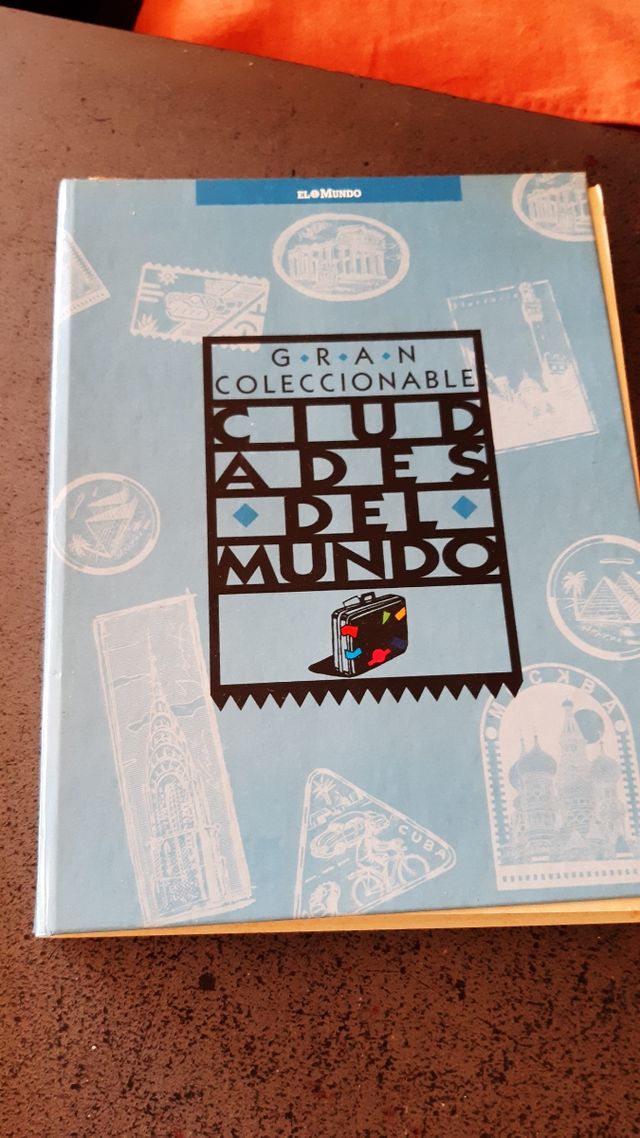 EL MUNDO
G·R·A·N
COLECCIONABLE
CIUD
ADES
DEL
MUNDO
МОСКВА
CUBA